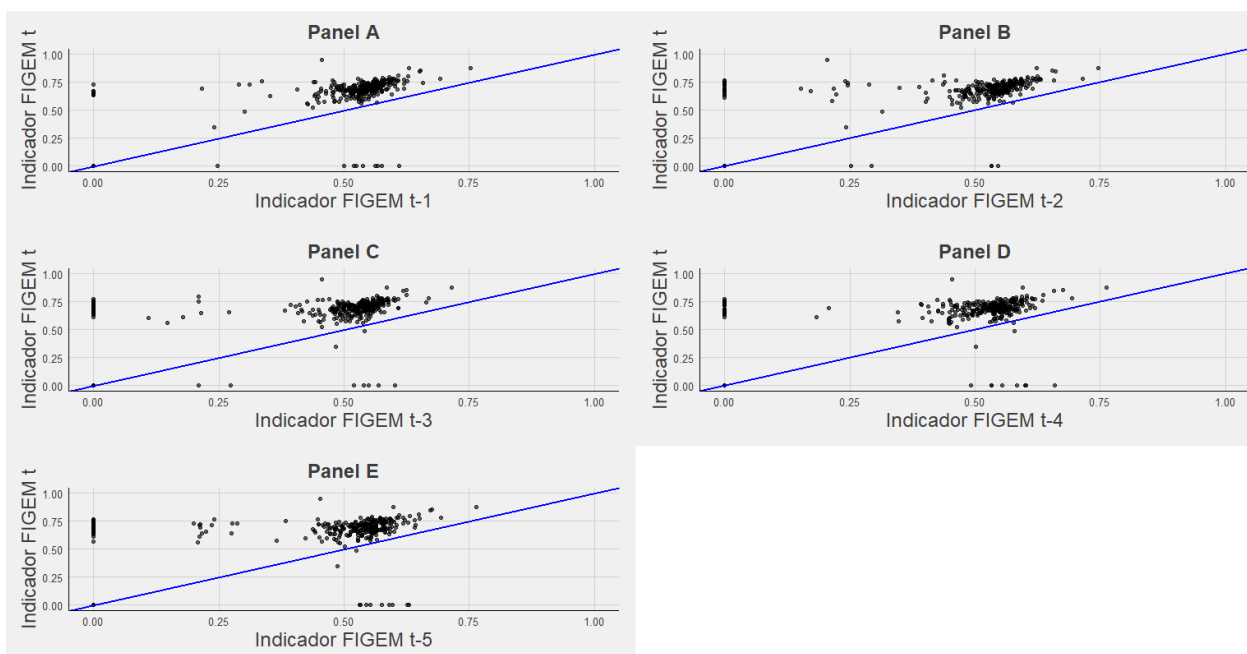 Panel A
Indicador FIGEM t
1.00
0.75
0.50
0.25
0.00
0.00 0.25 0.50 0.75 1.00
Indicador FIGEM t-1
Panel B
Indicador FIGEM t
1.00
0.75
0.50
0.25
0.00
0.00 0.25 0.50 0.75 1.00
Indicador FIGEM t-2
Panel C
Indicador FIGEM t
1.00
0.75
0.50
0.25
0.00
0.00 0.25 0.50 0.75 1.00
Indicador FIGEM t-3
Panel D
Indicador FIGEM t
1.00
0.75
0.50
0.25
0.00
0.00 0.25 0.50 0.75 1.00
Indicador FIGEM t-4
Panel E
Indicador FIGEM t
1.00
0.75
0.50
0.25
0.00
0.00 0.25 0.50 0.75 1.00
Indicador FIGEM t-5